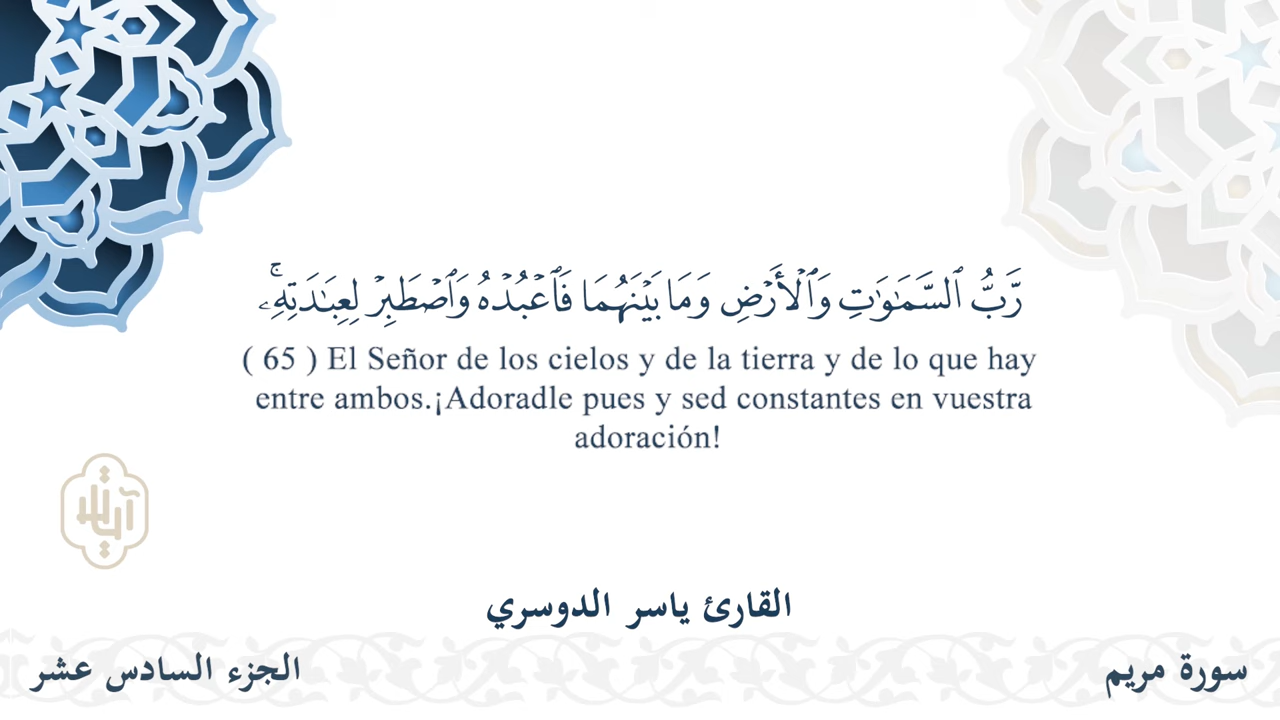 رَّبُّ ٱلسَّمَٰوَٰتِ وَٱلْأَرْضِ وَمَا بَيْنَهُمَا فَٱعْبُدْهُ وَٱصْطَبِرْ لِعِبَٰدَتِهِۦۚ
( 65 ) El Señor de los cielos y de la tierra y de lo que hay
entre ambos.¡Adoradle pues y sed constantes en vuestra
adoración!
القارئ ياسر الدوسري
سورة مريم
الجزء السادس عشر